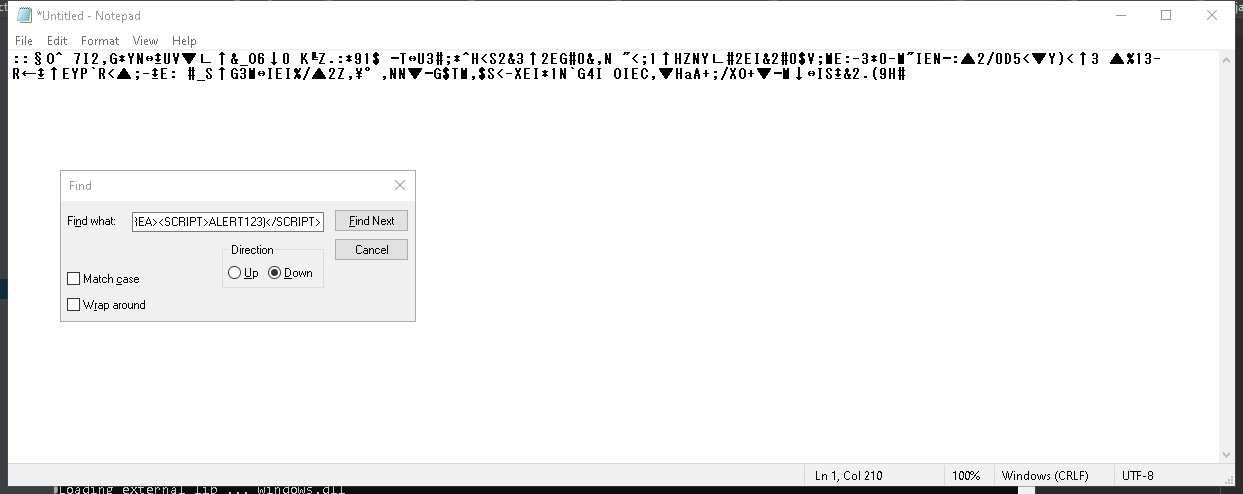 *Untitled - Notepad
File Edit Format View Help
::§O^ 7I2,G*YN↔±UV▼∟↑&_O6↓O K╙Z.:*91$ -T↔U3#;*^H<S2&3↑2EG#O&,N ˝<;1↑HZNY∟#2EI&2#O$V;ME:-3*O-M˝IEN-:▲2/OD5<▼Y)<↑3 ▲%13-
R←±↑EYP`R<▲;-±E: #_S↑G3M↔IEI%/▲2Z,¥° ,NN▼-G$TM,$S<-XEI*1N`G4I OIEC,▼HaA+;/XO+▼-M↓↔IS±&2.(9H#
Find
Find what: EA><SCRIPT>ALERT123)</SCRIPT> Find Next
Direction Cancel
Up Down
Match case
Wrap around
Ln 1, Col 210 100% Windows (CRLF) UTF-8
Loading external lib ... windows.dll